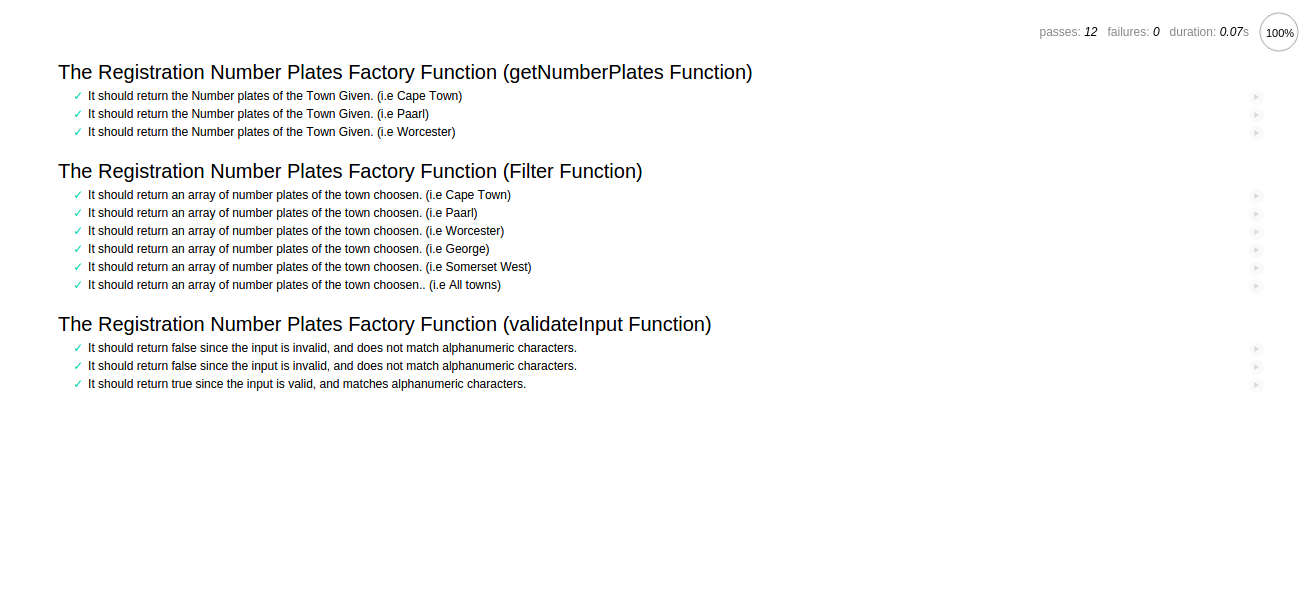 passes: 12 failures: 0 duration: 0.07s 100%
The Registration Number Plates Factory Function (getNumberPlates Function)
✓ It should return the Number plates of the Town Given. (i.e Cape Town)
✓ It should return the Number plates of the Town Given. (i.e Paarl)
✓ It should return the Number plates of the Town Given. (i.e Worcester)
The Registration Number Plates Factory Function (Filter Function)
✓ It should return an array of number plates of the town choosen. (i.e Cape Town)
✓ It should return an array of number plates of the town choosen. (i.e Paarl)
✓ It should return an array of number plates of the town choosen. (i.e Worcester)
✓ It should return an array of number plates of the town choosen. (i.e George)
✓ It should return an array of number plates of the town choosen. (i.e Somerset West)
✓ It should return an array of number plates of the town choosen.. (i.e All towns)
The Registration Number Plates Factory Function (validateInput Function)
✓ It should return false since the input is invalid, and does not match alphanumeric characters.
✓ It should return false since the input is invalid, and does not match alphanumeric characters.
✓ It should return true since the input is valid, and matches alphanumeric characters.